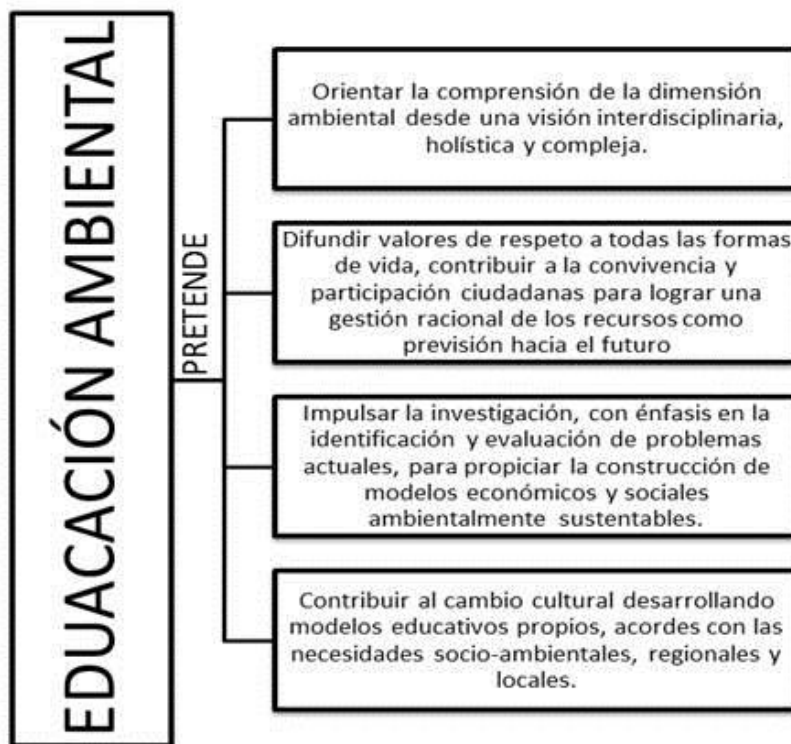 EDUACACIÓN AMBIENTAL
PRETENDE
Orientar la comprensión de la dimensión
ambiental desde una visión interdisciplinaria,
holística y compleja.
Difundir valores de respeto a todas las formas
de vida, contribuir a la convivencia y
participación ciudadanas para lograr una
gestión racional de los recursos como
previsión hacia el futuro
Impulsar la investigación, con énfasis en la
identificación y evaluación de problemas
actuales, para propiciar la construcción de
modelos económicos y sociales
ambientalmente sustentables.
Contribuir al cambio cultural desarrollando
modelos educativos propios, acordes con las
necesidades socio-ambientales, regionales y
locales.